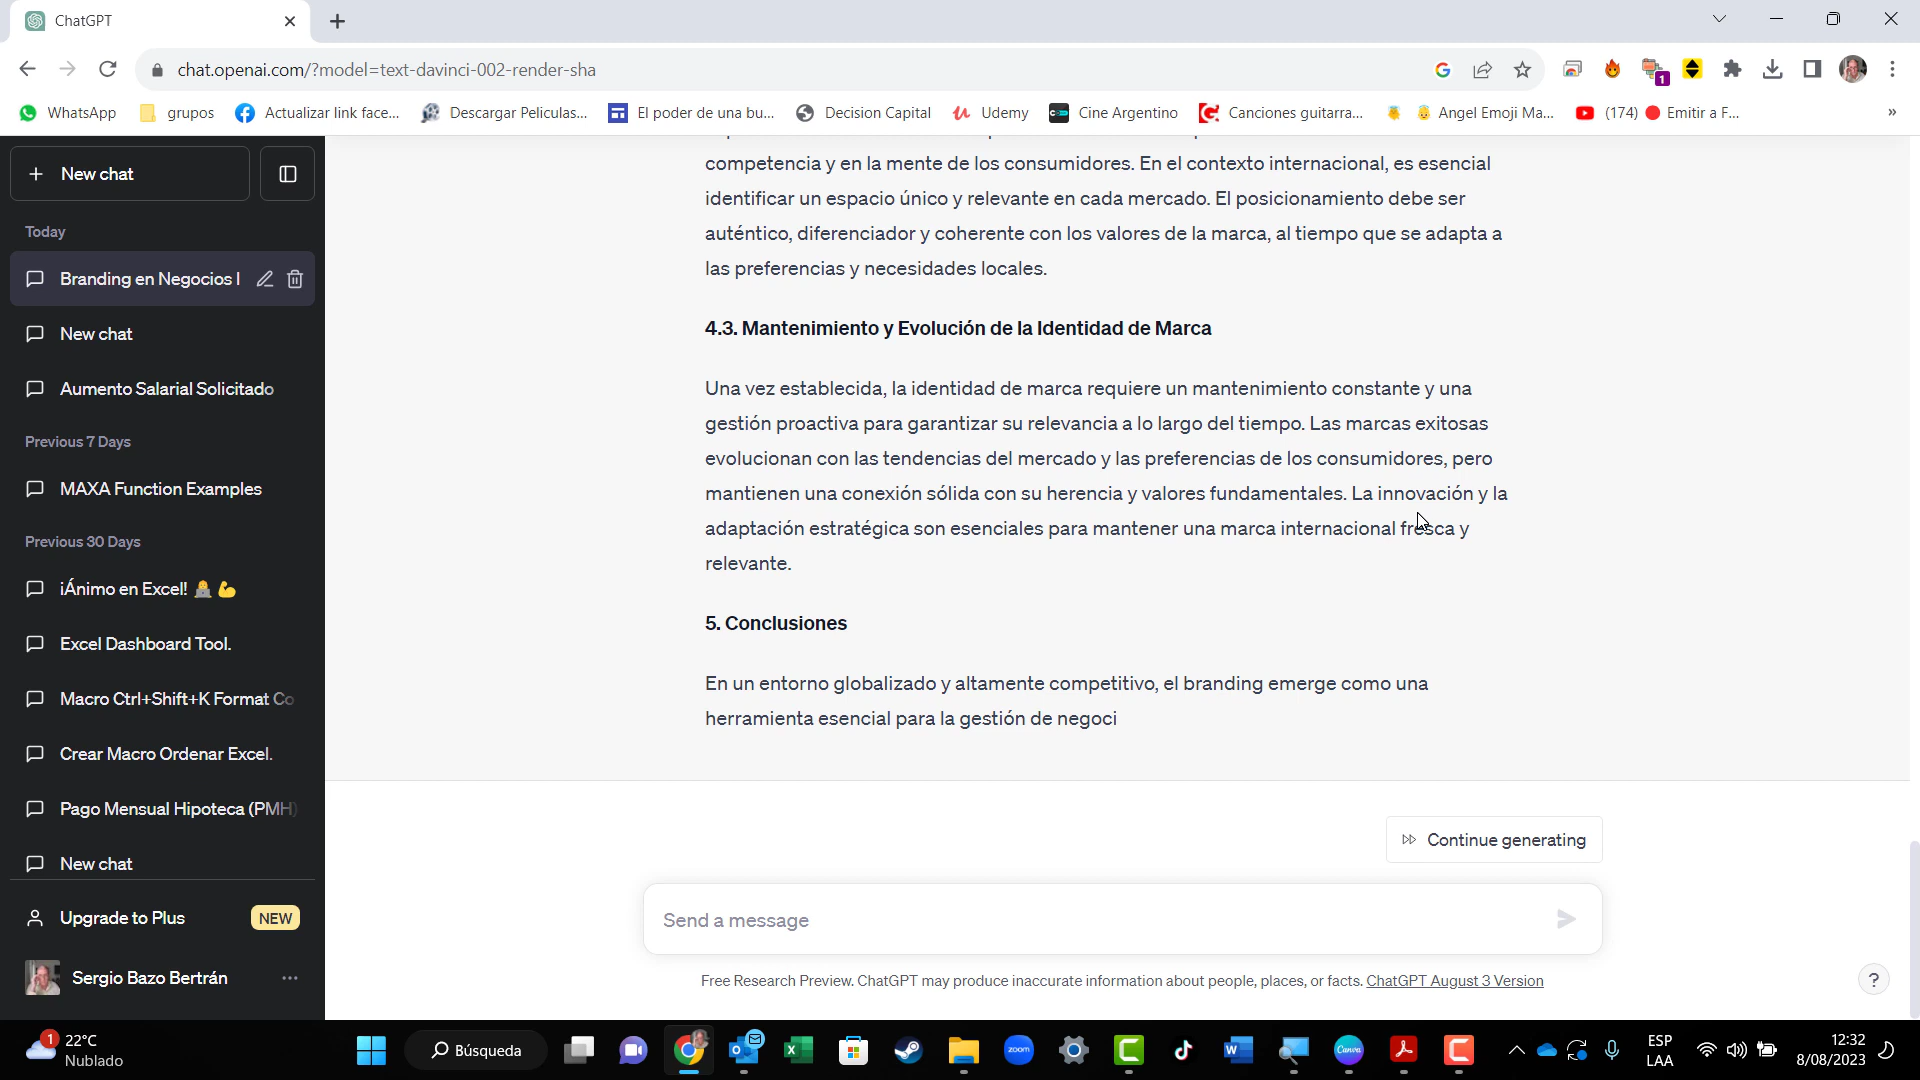 ChatGPT
chat.openai.com/?model=text-davinci-002-render-sha
1
WhatsApp
grupos
Actualizar link face...
Descargar Peliculas...
El poder de una bu...
Decision Capital
Udemy
Cine Argentino
Canciones guitarra...
Angel Emoji Ma...
(174)
Emitir a F...
»
New chat
Today
Branding en Negocios I
New chat
Aumento Salarial Solicitado
Previous 7 Days
MAXA Function Examples
Previous 30 Days
¡Ánimo en Excel! 👨‍💻💪
Excel Dashboard Tool.
Macro Ctrl+Shift+K Format Co
Crear Macro Ordenar Excel.
Pago Mensual Hipoteca (PMH)
New chat
Upgrade to Plus
NEW
Sergio Bazo Bertrán
competencia y en la mente de los consumidores. En el contexto internacional, es esencial
identificar un espacio único y relevante en cada mercado. El posicionamiento debe ser
auténtico, diferenciador y coherente con los valores de la marca, al tiempo que se adapta a
las preferencias y necesidades locales.
4.3. Mantenimiento y Evolución de la Identidad de Marca
Una vez establecida, la identidad de marca requiere un mantenimiento constante y una
gestión proactiva para garantizar su relevancia a lo largo del tiempo. Las marcas exitosas
evolucionan con las tendencias del mercado y las preferencias de los consumidores, pero
mantienen una conexión sólida con su herencia y valores fundamentales. La innovación y la
adaptación estratégica son esenciales para mantener una marca internacional fresca y
relevante.
5. Conclusiones
En un entorno globalizado y altamente competitivo, el branding emerge como una
herramienta esencial para la gestión de negoci
Continue generating
Send a message
Free Research Preview. ChatGPT may produce inaccurate information about people, places, or facts. ChatGPT August 3 Version
?
1
22°C
Nublado
Búsqueda
zoom
Canva
ESP
LAA
12:32
8/08/2023